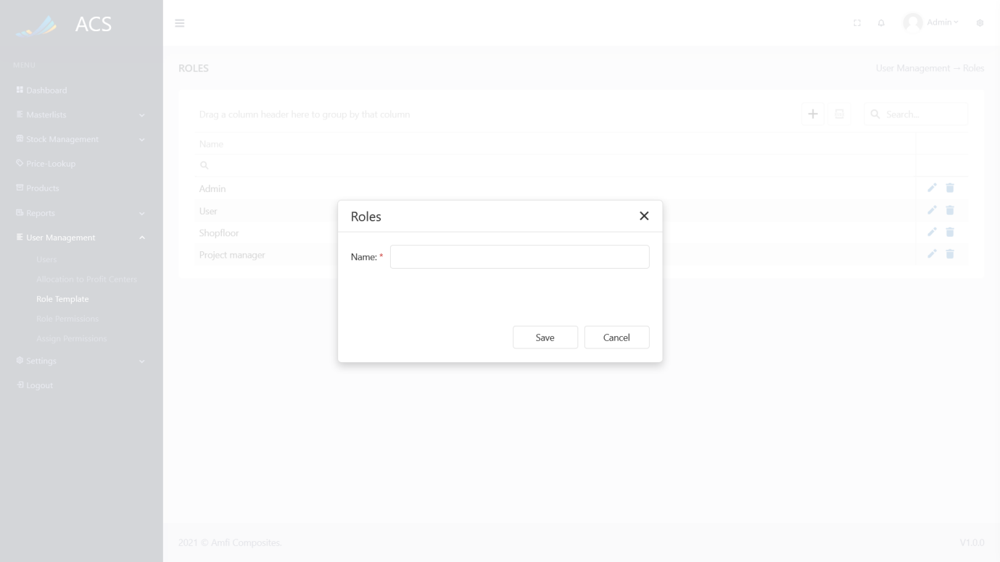 ACS
Admin
MENU
Dashboard
Masterlists
Stock Management
Price-Lookup
Products
Reports
User Management
Users
Allocation to Profit Centers
Role Template
Role Permissions
Assign Permissions
Settings
Logout
ROLES
User Management → Roles
Drag a column header here to group by that column
Search...
Name
Admin
User
Shopfloor
Project manager
Roles
Name: *
Save
Cancel
2021 © Amfi Composites.
V1.0.0